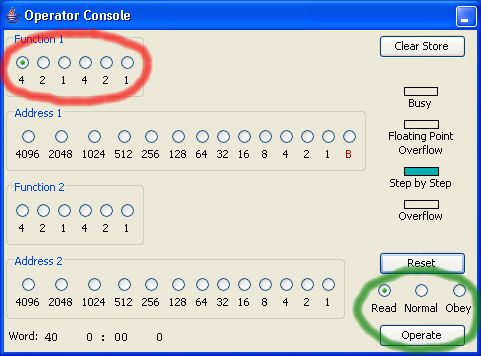 Operator Console
Function 1
Clear Store
4 2 1 4 2 1
Busy
Address 1
Floating Point
Overflow
4096 2048 1024 512 256 128 64 32 16 8 4 2 1 B
Step by Step
Function 2
Overflow
4 2 1 4 2 1
Address 2
Reset
4096 2048 1024 512 256 128 64 32 16 8 4 2 1
Read Normal Obey
Word: 40 0 : 00 0
Operate